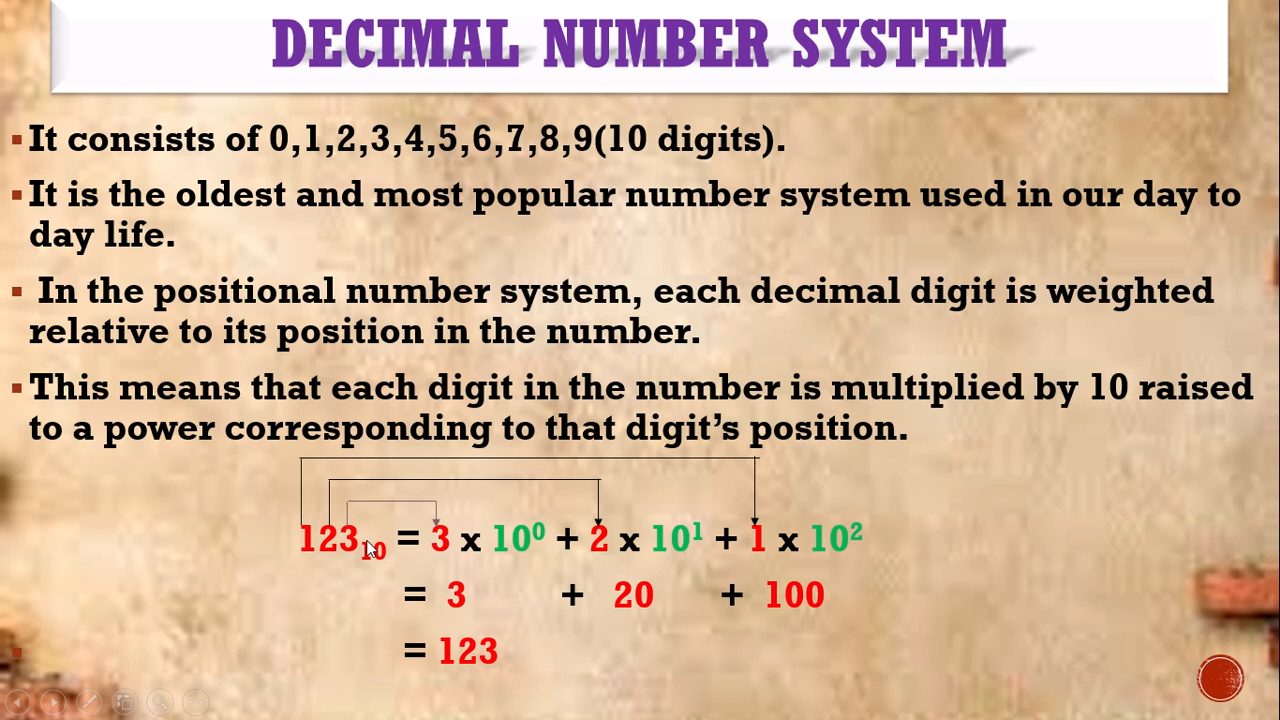 DECIMAL NUMBER SYSTEM
It consists of 0,1,2,3,4,5,6,7,8,9(10 digits).
It is the oldest and most popular number system used in our day to
day life.
In the positional number system, each decimal digit is weighted
relative to its position in the number.
This means that each digit in the number is multiplied by 10 raised
to a power corresponding to that digit’s position.
123₁₀ = 3 x 10⁰ + 2 x 10¹ + 1 x 10²
= 3 + 20 + 100
= 123